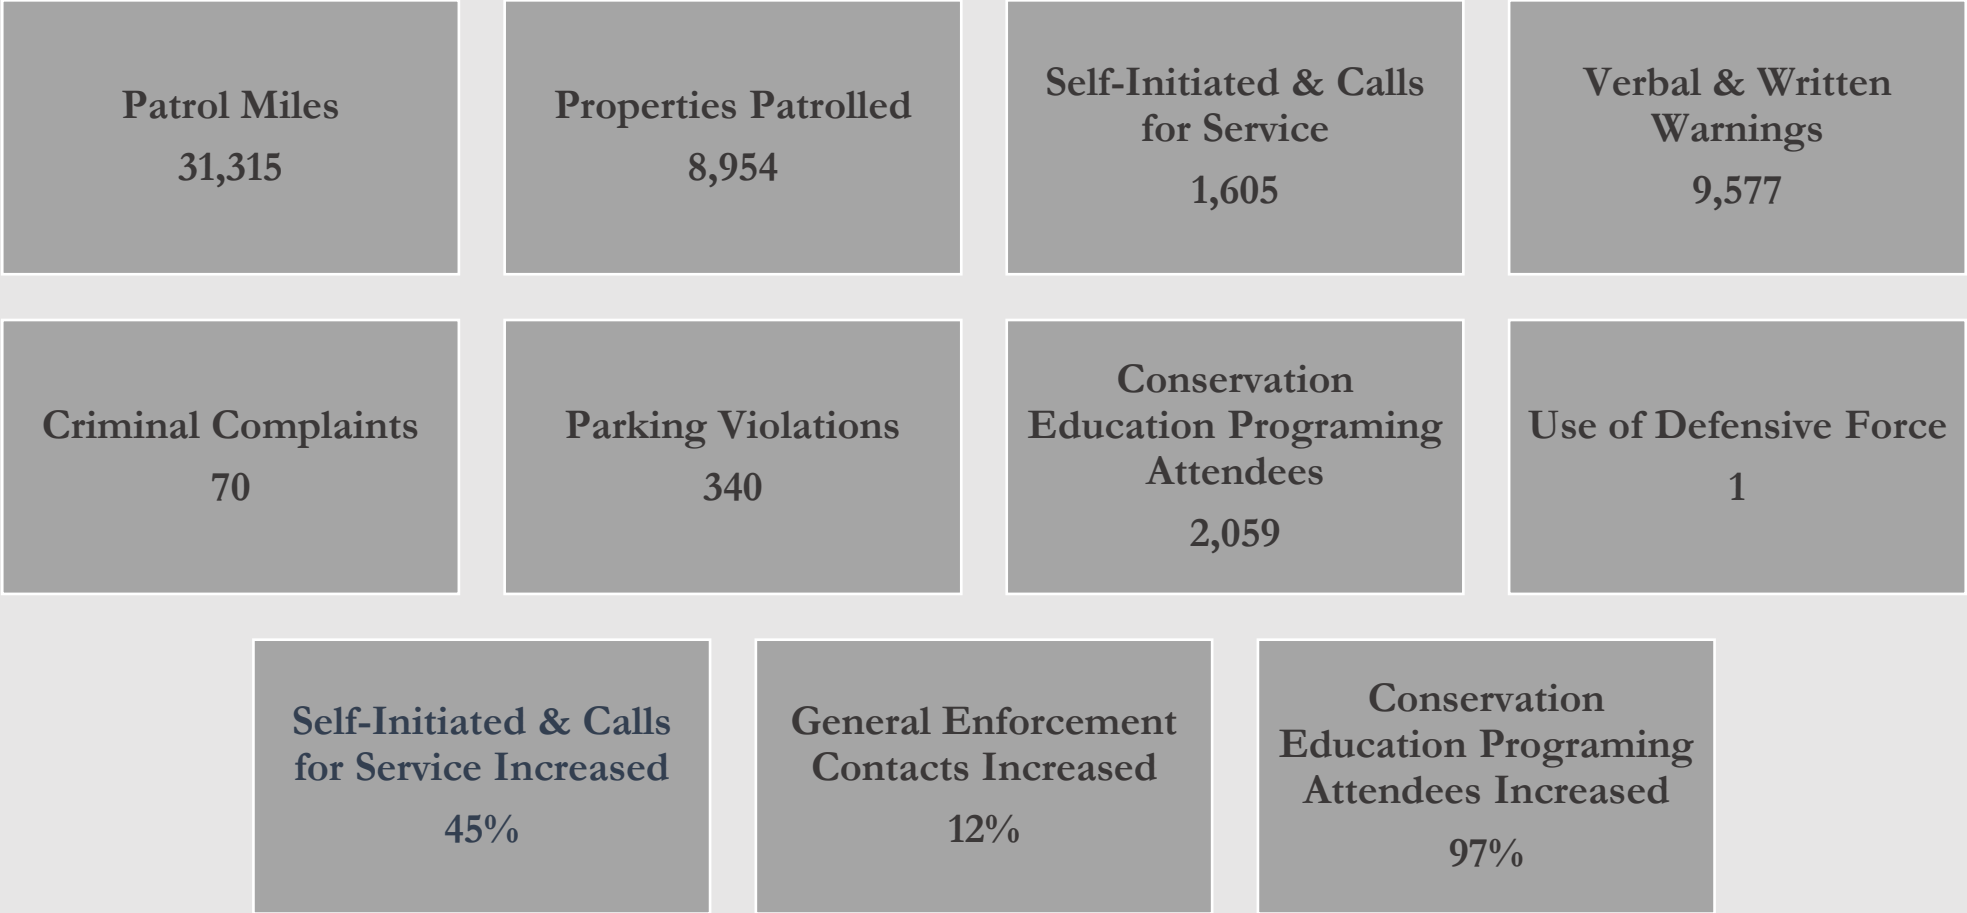 Patrol Miles
31,315
Properties Patrolled
8,954
Self-Initiated & Calls
for Service
1,605
Verbal & Written
Warnings
9,577
Criminal Complaints
70
Parking Violations
340
Conservation
Education Programing
Attendees
2,059
Use of Defensive Force
1
Self-Initiated & Calls
for Service Increased
45%
General Enforcement
Contacts Increased
12%
Conservation
Education Programing
Attendees Increased
97%